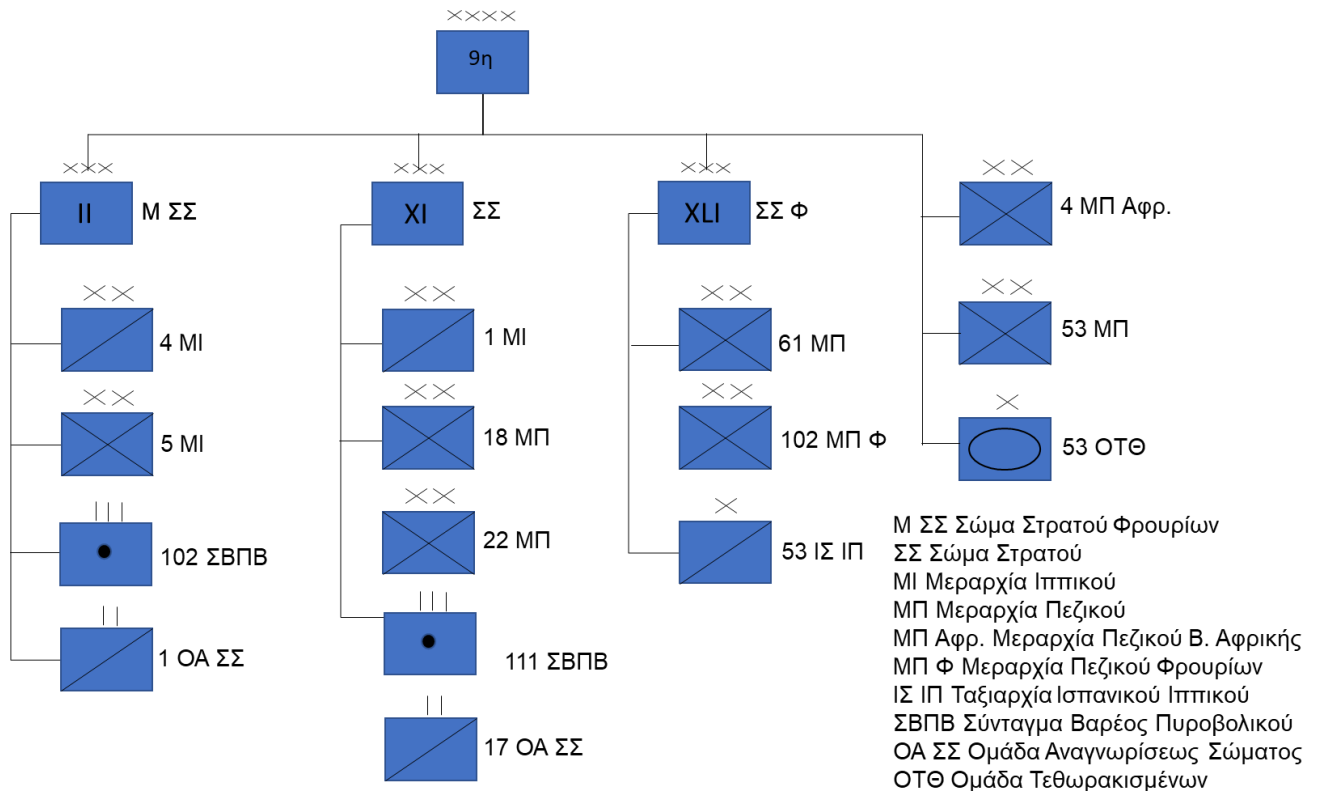 9η
II
Μ ΣΣ
4 ΜΙ
5 ΜΙ
102 ΣΒΠΒ
1 ΟΑ ΣΣ
XI
ΣΣ
1 ΜΙ
18 ΜΠ
22 ΜΠ
111 ΣΒΠΒ
17 ΟΑ ΣΣ
XLI
ΣΣ Φ
61 ΜΠ
102 ΜΠ Φ
53 ΙΣ ΙΠ
4 ΜΠ Αφρ.
53 ΜΠ
53 ΟΤΘ
Μ ΣΣ Σώμα Στρατού Φρουρίων
ΣΣ Σώμα Στρατού
ΜΙ Μεραρχία Ιππικού
ΜΠ Μεραρχία Πεζικού
ΜΠ Αφρ. Μεραρχία Πεζικού Β. Αφρικής
ΜΠ Φ Μεραρχία Πεζικού Φρουρίων
ΙΣ ΙΠ Ταξιαρχία Ισπανικού Ιππικού
ΣΒΠΒ Σύνταγμα Βαρέος Πυροβολικού
ΟΑ ΣΣ Ομάδα Αναγνωρίσεως Σώματος
ΟΤΘ Ομάδα Τεθωρακισμένων